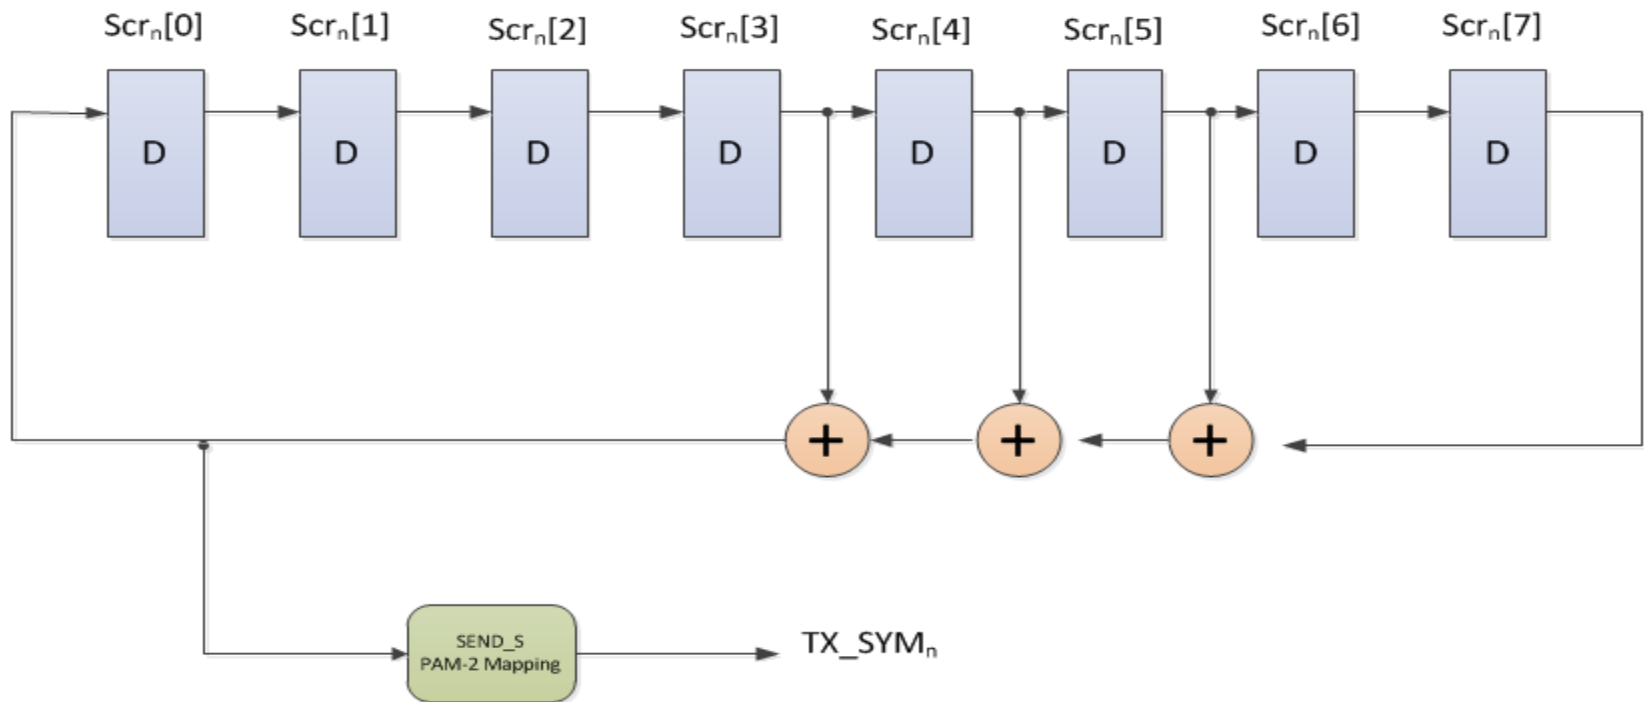 Scrₙ[0] Scrₙ[1] Scrₙ[2] Scrₙ[3] Scrₙ[4] Scrₙ[5] Scrₙ[6] Scrₙ[7]
D D D D D D D D
+ + +
SEND_S
PAM-2 Mapping
TX_SYMₙ